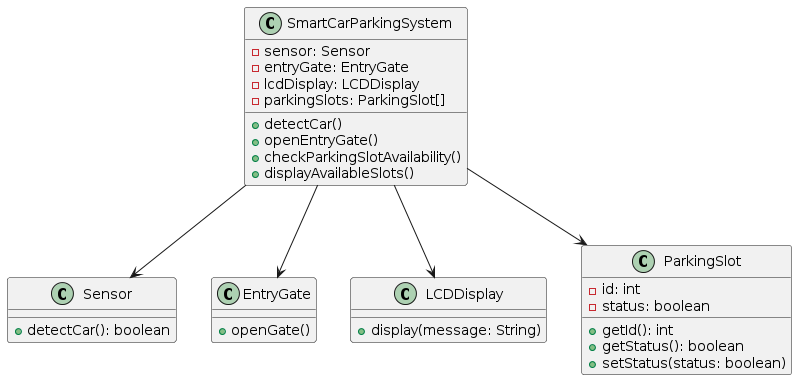 C SmartCarParkingSystem
sensor: Sensor
entryGate: EntryGate
lcdDisplay: LCDDisplay
parkingSlots: ParkingSlot[]
detectCar()
openEntryGate()
checkParkingSlotAvailability()
displayAvailableSlots()
C Sensor
detectCar(): boolean
C EntryGate
openGate()
C LCDDisplay
display(message: String)
C ParkingSlot
id: int
status: boolean
getId(): int
getStatus(): boolean
setStatus(status: boolean)